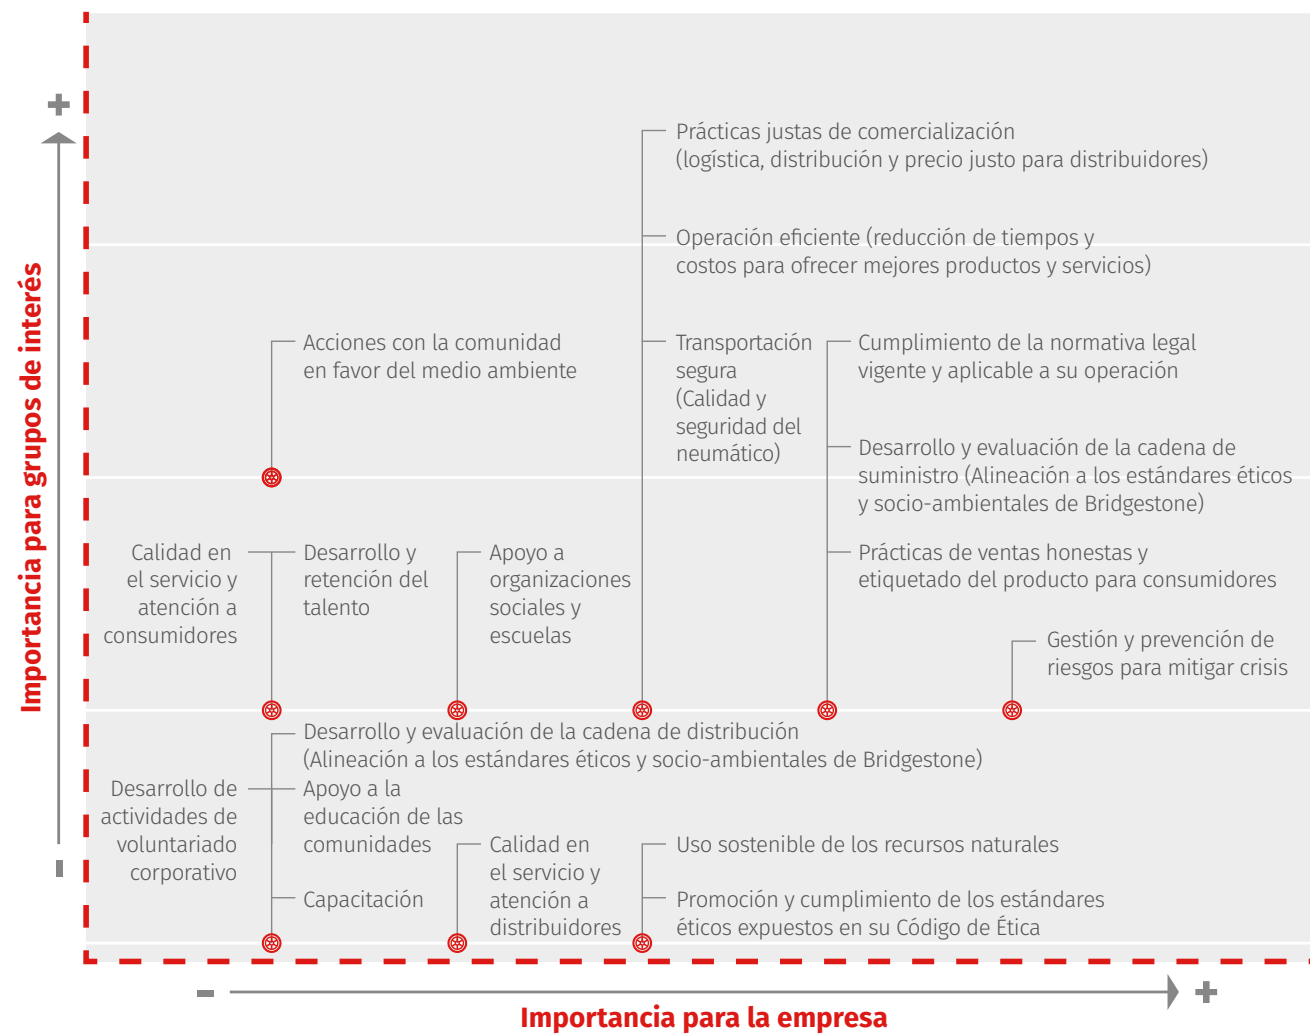 +
Importancia para grupos de interés
-
Prácticas justas de comercialización
(logística, distribución y precio justo para distribuidores)
Operación eficiente (reducción de tiempos y
costos para ofrecer mejores productos y servicios)
Acciones con la comunidad
en favor del medio ambiente
Transportación
segura
(Calidad y
seguridad del
neumático)
Cumplimiento de la normativa legal
vigente y aplicable a su operación
Desarrollo y evaluación de la cadena de
suministro (Alineación a los estándares éticos
y socio-ambientales de Bridgestone)
Calidad en
el servicio y
atención a
consumidores
Desarrollo y
retención del
talento
Apoyo a
organizaciones
sociales y
escuelas
Prácticas de ventas honestas y
etiquetado del producto para consumidores
Gestión y prevención de
riesgos para mitigar crisis
Desarrollo y evaluación de la cadena de distribución
(Alineación a los estándares éticos y socio-ambientales de Bridgestone)
Desarrollo de
actividades de
voluntariado
corporativo
Apoyo a la
educación de las
comunidades
Capacitación
Calidad en
el servicio y
atención a
distribuidores
Uso sostenible de los recursos naturales
Promoción y cumplimiento de los estándares
éticos expuestos en su Código de Ética
-
+
Importancia para la empresa